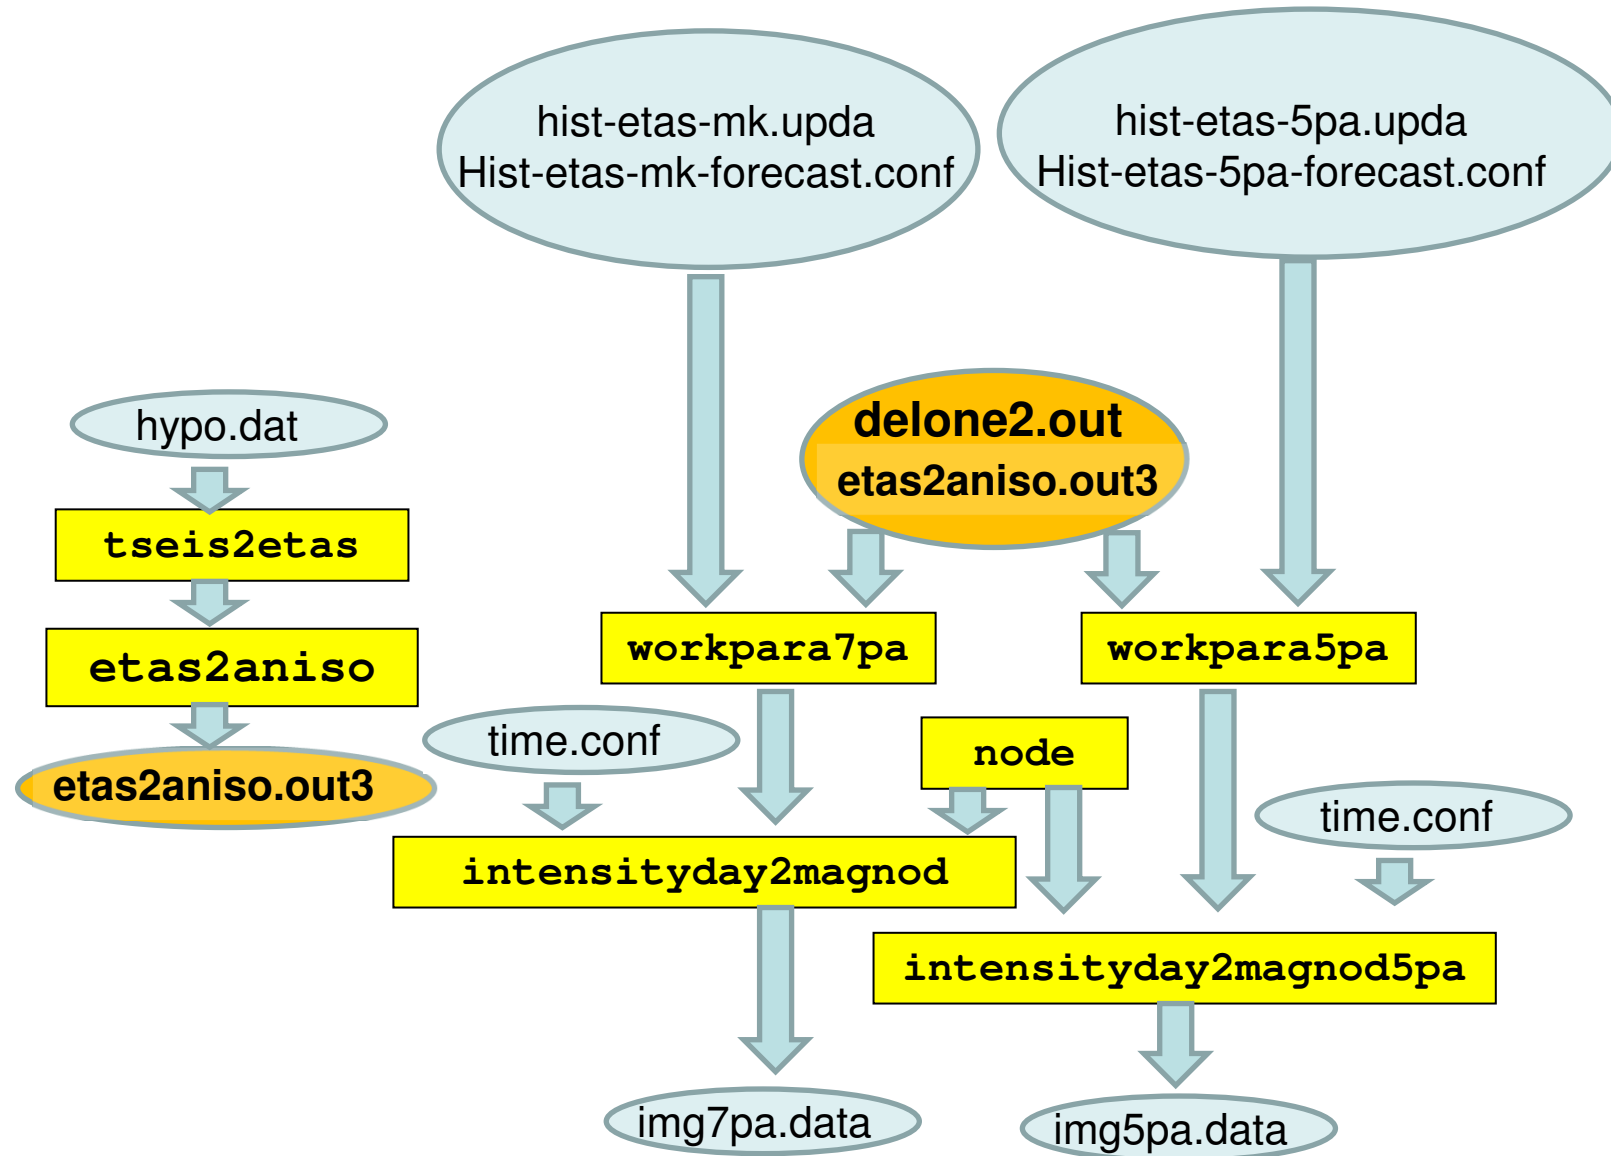 hist-etas-mk.upda
Hist-etas-mk-forecast.conf
hist-etas-5pa.upda
Hist-etas-5pa-forecast.conf
hypo.dat
delone2.out
etas2aniso.out3
tseis2etas
etas2aniso
workpara7pa
workpara5pa
etas2aniso.out3
time.conf
node
time.conf
intensityday2magnod
intensityday2magnod5pa
img7pa.data
img5pa.data